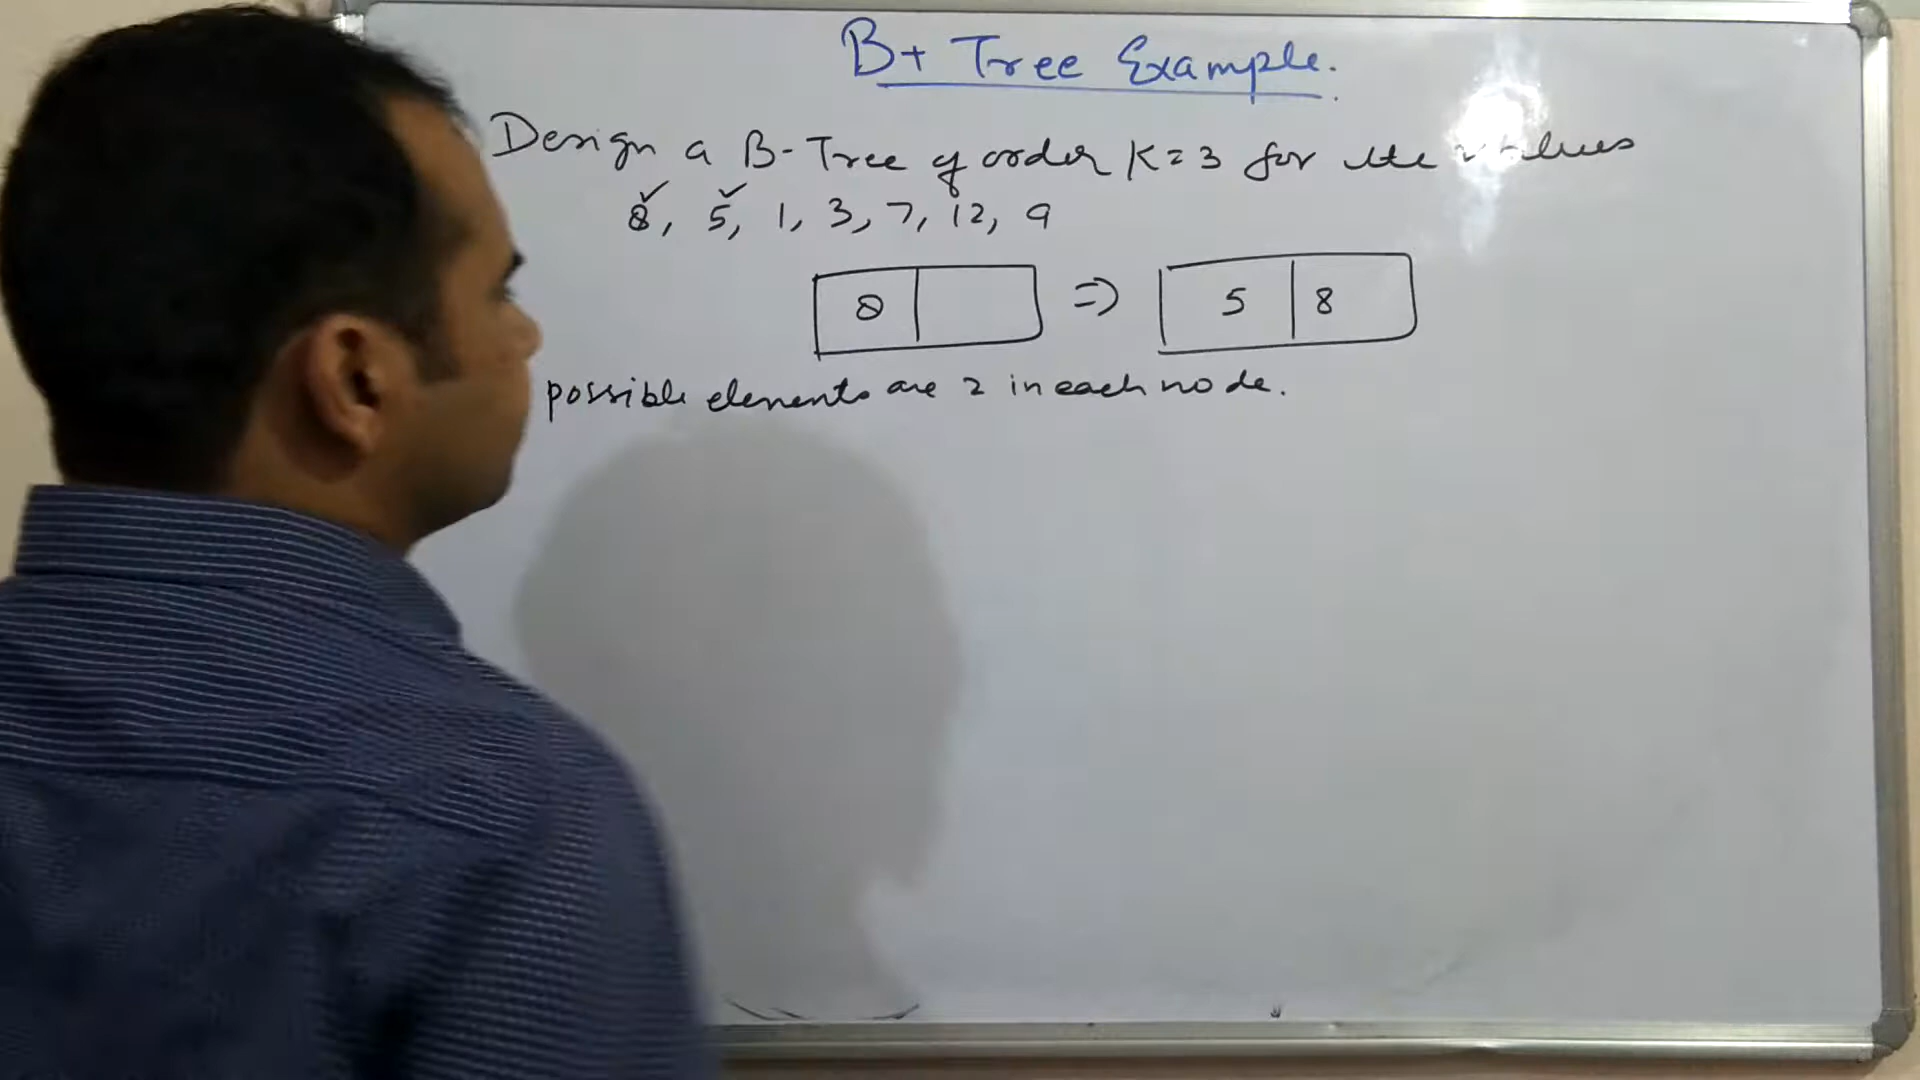 B+ Tree Example.
Design a B-Tree of order K=3 for the values
8, 5, 1, 3, 7, 12, 9
8 => 5 8
possible elements are 2 in each node.